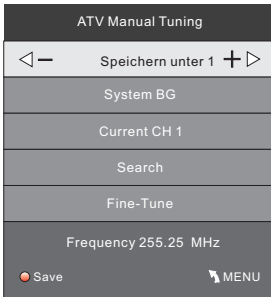 ATV Manual Tuning
Speichern unter 1
System BG
Current CH 1
Search
Fine-Tune
Frequency 255.25 MHz
Save MENU